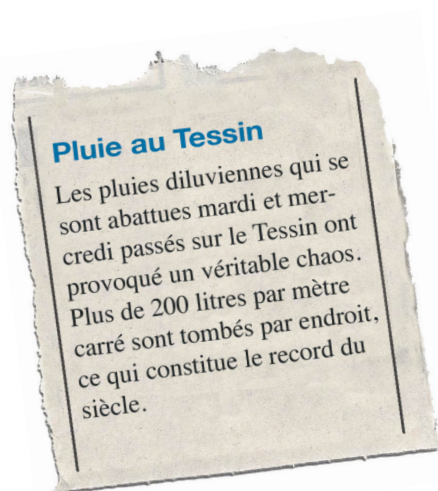 Pluie au Tessin
Les pluies diluviennes qui se
sont abattues mardi et mer-
credi passés sur le Tessin ont
provoqué un véritable chaos.
Plus de 200 litres par mètre
carré sont tombés par endroit,
ce qui constitue le record du
siècle.